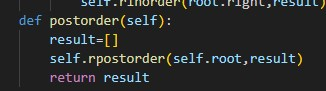 self.rinorder(root.right,result)
def postorder(self):
result=[]
self.rpostorder(self.root,result)
return result